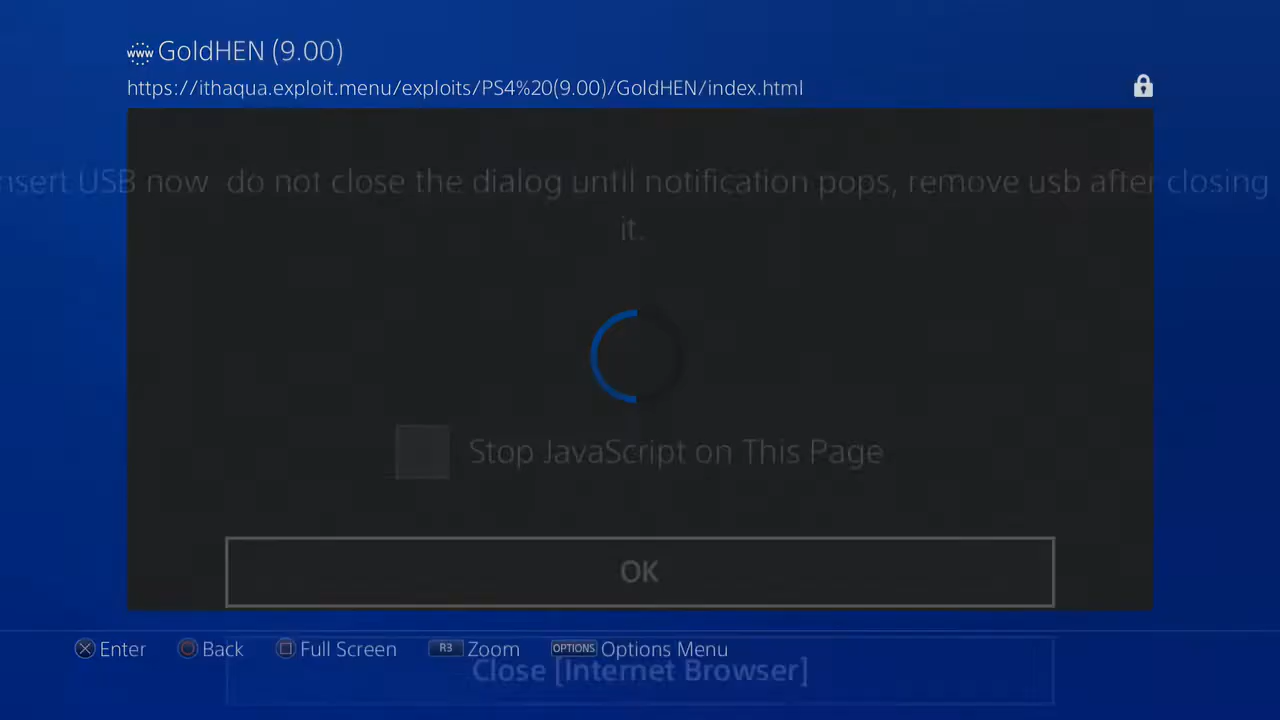 www GoldHEN (9.00)
https://ithaqua.exploit.menu/exploits/PS4%20(9.00)/GoldHEN/index.html
nsert USB now do not close the dialog until notification pops, remove usb after closing
it.
Stop JavaScript on This Page
OK
Enter Back Full Screen R3 Zoom OPTIONS Options Menu
Close [Internet Browser]